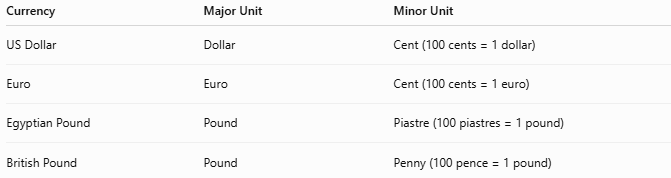 Currency Major Unit Minor Unit
US Dollar Dollar Cent (100 cents = 1 dollar)
Euro Euro Cent (100 cents = 1 euro)
Egyptian Pound Pound Piastre (100 piastres = 1 pound)
British Pound Pound Penny (100 pence = 1 pound)